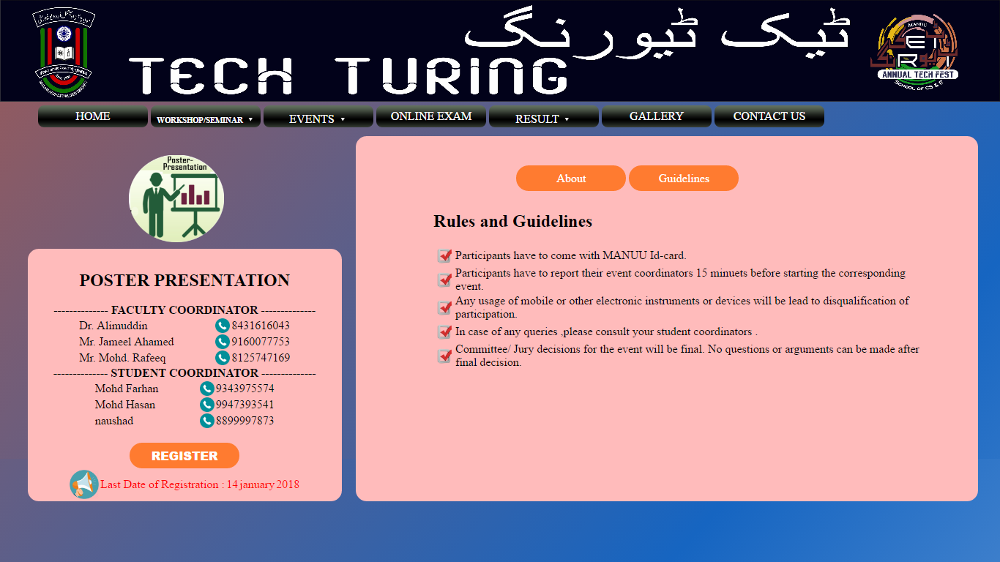 ٹیک ٹیورنگ
TECH TURING
MANUU
ANNUAL TECH FEST
SCHOOL OF CS & IT
HOME
WORKSHOP/SEMINAR ▼
EVENTS ▼
ONLINE EXAM
RESULT ▼
GALLERY
CONTACT US
Poster-
Presentation
POSTER PRESENTATION
-------------- FACULTY COORDINATOR --------------
Dr. Alimuddin 8431616043
Mr. Jameel Ahamed 9160077753
Mr. Mohd. Rafeeq 8125747169
-------------- STUDENT COORDINATOR --------------
Mohd Farhan 9343975574
Mohd Hasan 9947393541
naushad 8899997873
REGISTER
Last Date of Registration : 14 january 2018
About
Guidelines
Rules and Guidelines
Participants have to come with MANUU Id-card.
Participants have to report their event coordinators 15 minuets before starting the corresponding
event.
Any usage of mobile or other electronic instruments or devices will be lead to disqualification of
participation.
In case of any queries ,please consult your student coordinators .
Committee/ Jury decisions for the event will be final. No questions or arguments can be made after
final decision.